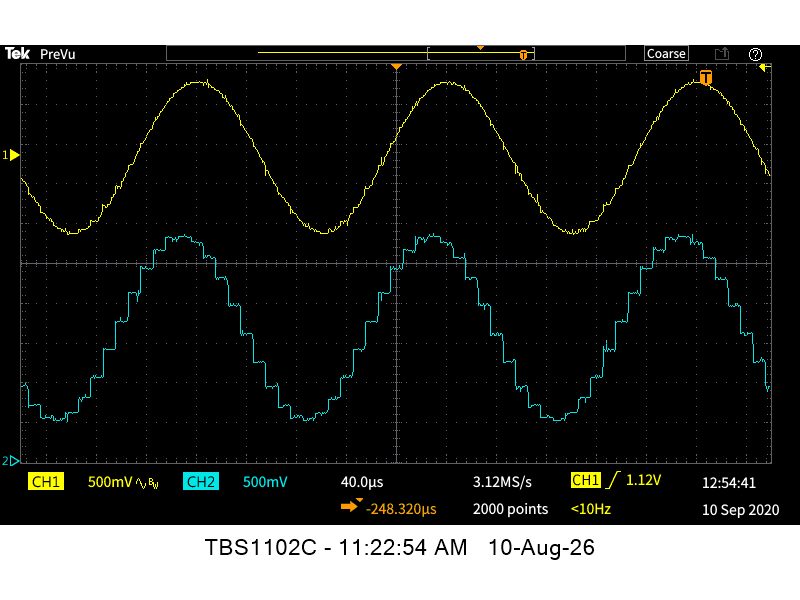 Tek PreVu Coarse
T
T
1
2
CH1 500mV CH2 500mV 40.0µs 3.12MS/s CH1 1.12V 12:54:41
-248.320µs 2000 points <10Hz 10 Sep 2020
TBS1102C - 11:22:54 AM 10-Aug-26